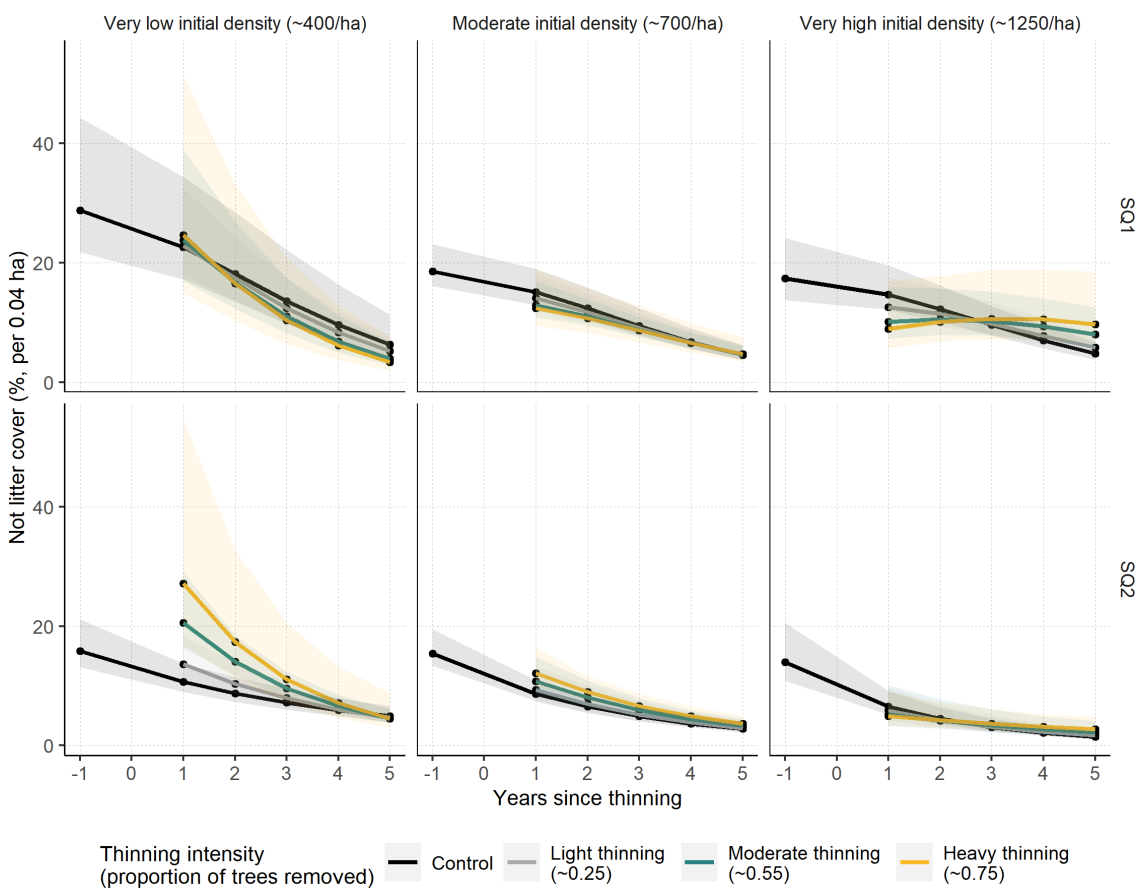 Very low initial density (~400/ha)
Moderate initial density (~700/ha)
Very high initial density (~1250/ha)
Not litter cover (%, per 0.04 ha)
40
20
0
SQ1
40
20
0
SQ2
-1 0 1 2 3 4 5
-1 0 1 2 3 4 5
-1 0 1 2 3 4 5
Years since thinning
Thinning intensity
(proportion of trees removed)
Control
Light thinning
(~0.25)
Moderate thinning
(~0.55)
Heavy thinning
(~0.75)